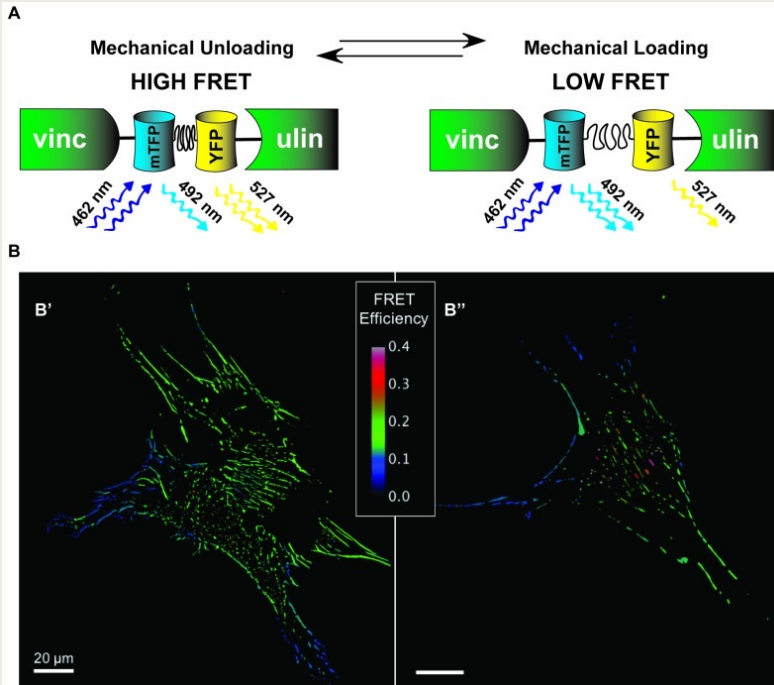 A
Mechanical Unloading
HIGH FRET
Mechanical Loading
LOW FRET
vinc
mTFP
YFP
ulin
462 nm
492 nm
527 nm
vinc
mTFP
YFP
ulin
462 nm
492 nm
527 nm
B
B'
FRET
Efficiency
0.4
0.3
0.2
0.1
0.0
B''
20 µm